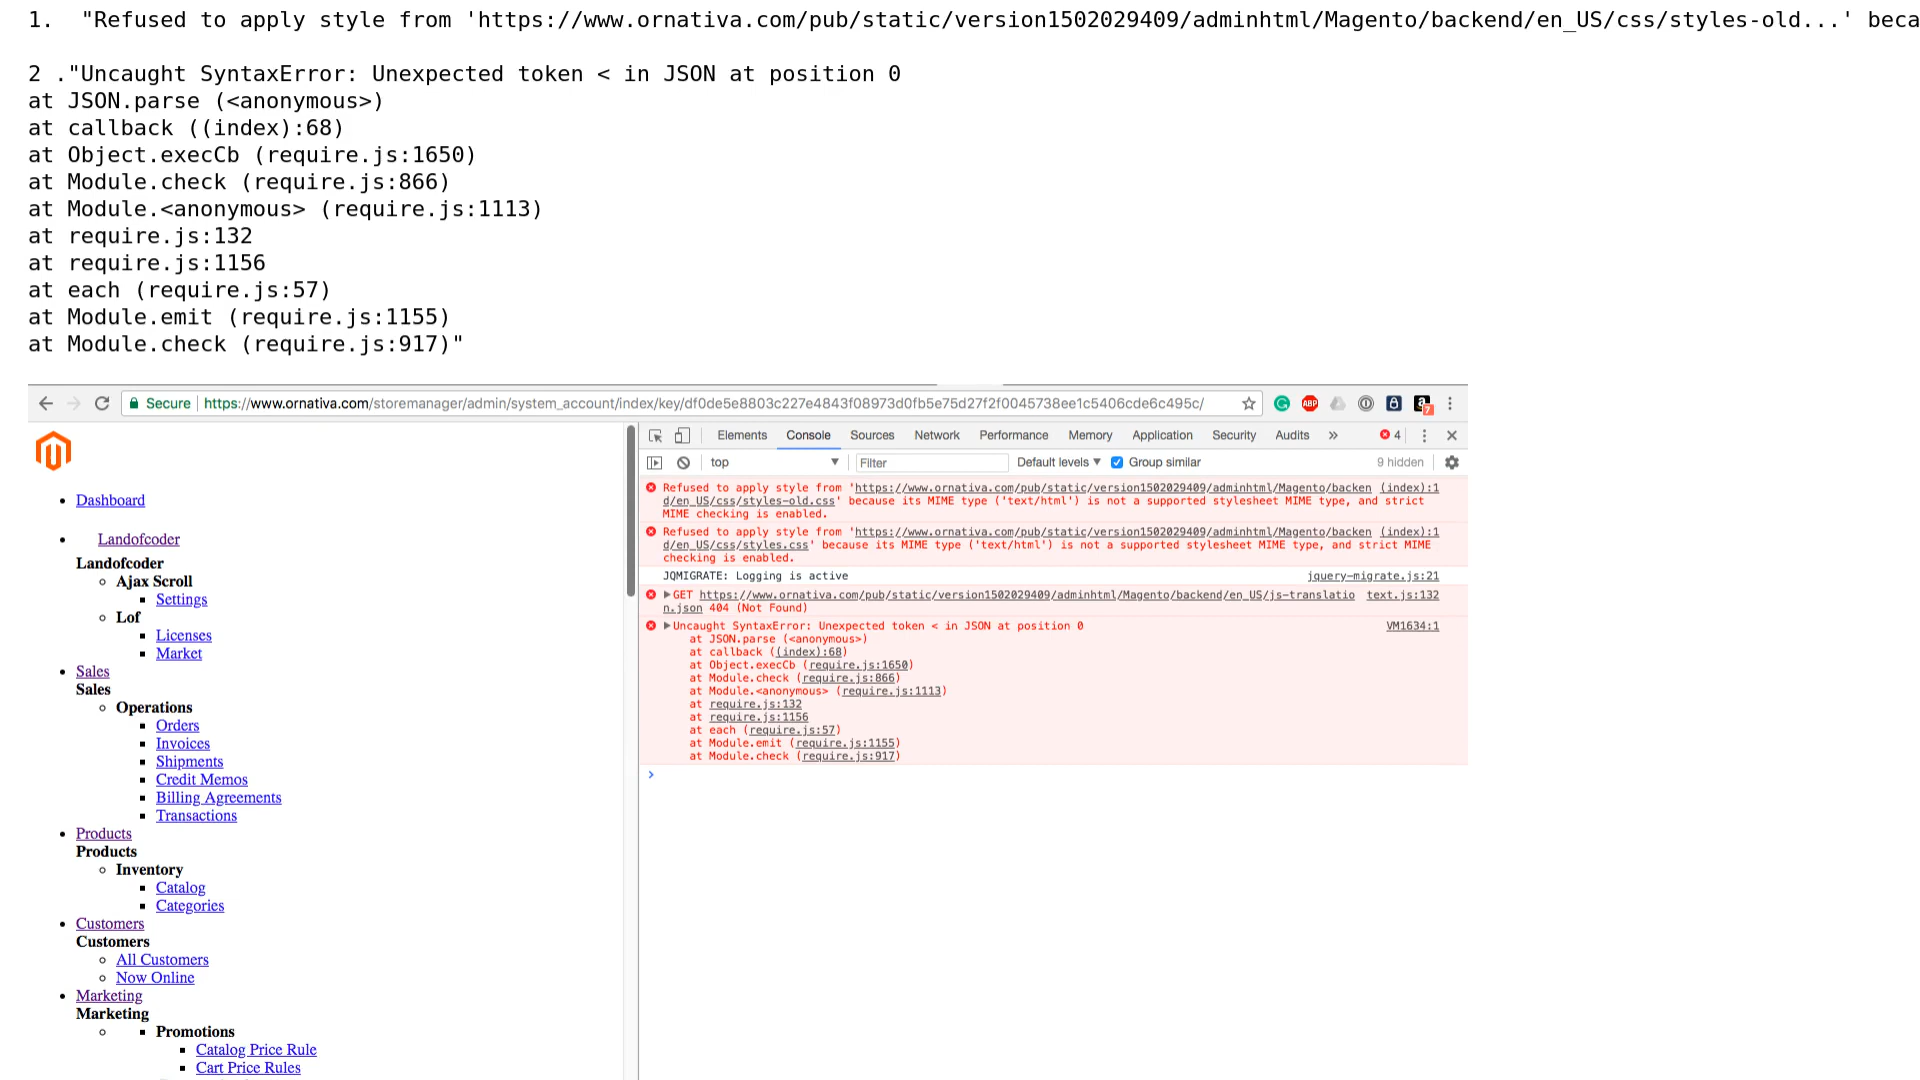 1.  "Refused to apply style from 'https://www.ornativa.com/pub/static/version1502029409/adminhtml/Magento/backend/en_US/css/styles-old...' beca
2 ."Uncaught SyntaxError: Unexpected token < in JSON at position 0
at JSON.parse (<anonymous>)
at callback ((index):68)
at Object.execCb (require.js:1650)
at Module.check (require.js:866)
at Module.<anonymous> (require.js:1113)
at require.js:132
at require.js:1156
at each (require.js:57)
at Module.emit (require.js:1155)
at Module.check (require.js:917)"
Secure https://www.ornativa.com/storemanager/admin/system_account/index/key/df0de5e8803c227e4843f08973d0fb5e75d27f2f0045738ee1c5406cde6c495c/ ABP a 7
Dashboard
Landofcoder
Landofcoder
Ajax Scroll
Settings
Lof
Licenses
Market
Sales
Sales
Operations
Orders
Invoices
Shipments
Credit Memos
Billing Agreements
Transactions
Products
Products
Inventory
Catalog
Categories
Customers
Customers
All Customers
Now Online
Marketing
Marketing
Promotions
Catalog Price Rule
Cart Price Rules
Elements Console Sources Network Performance Memory Application Security Audits » 4
top Filter Default levels Group similar 9 hidden
Refused to apply style from 'https://www.ornativa.com/pub/static/version1502029409/adminhtml/Magento/backen (index):1
d/en_US/css/styles-old.css' because its MIME type ('text/html') is not a supported stylesheet MIME type, and strict
MIME checking is enabled.
Refused to apply style from 'https://www.ornativa.com/pub/static/version1502029409/adminhtml/Magento/backen (index):1
d/en_US/css/styles.css' because its MIME type ('text/html') is not a supported stylesheet MIME type, and strict MIME
checking is enabled.
JQMIGRATE: Logging is active jquery-migrate.js:21
GET https://www.ornativa.com/pub/static/version1502029409/adminhtml/Magento/backend/en_US/js-translatio text.js:132
n.json 404 (Not Found)
Uncaught SyntaxError: Unexpected token < in JSON at position 0 VM1634:1
at JSON.parse (<anonymous>)
at callback ((index):68)
at Object.execCb (require.js:1650)
at Module.check (require.js:866)
at Module.<anonymous> (require.js:1113)
at require.js:132
at require.js:1156
at each (require.js:57)
at Module.emit (require.js:1155)
at Module.check (require.js:917)